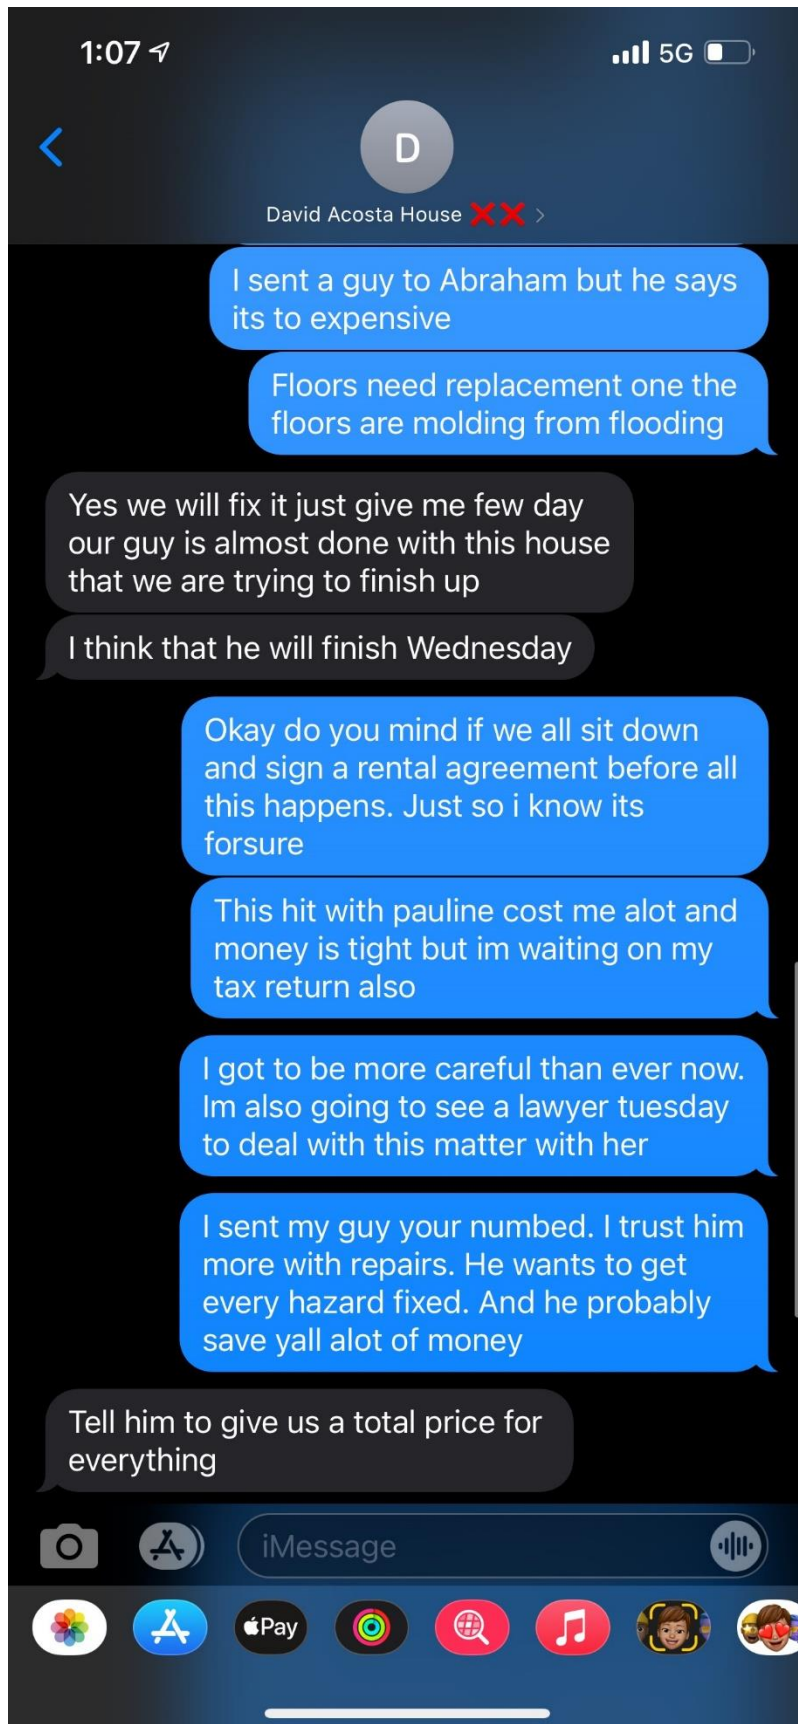 1:07
5G
D
David Acosta House ❌❌ >
I sent a guy to Abraham but he says
its to expensive
Floors need replacement one the
floors are molding from flooding
Yes we will fix it just give me few day
our guy is almost done with this house
that we are trying to finish up
I think that he will finish Wednesday
Okay do you mind if we all sit down
and sign a rental agreement before all
this happens. Just so i know its
forsure
This hit with pauline cost me alot and
money is tight but im waiting on my
tax return also
I got to be more careful than ever now.
Im also going to see a lawyer tuesday
to deal with this matter with her
I sent my guy your numbed. I trust him
more with repairs. He wants to get
every hazard fixed. And he probably
save yall alot of money
Tell him to give us a total price for
everything
iMessage
Pay